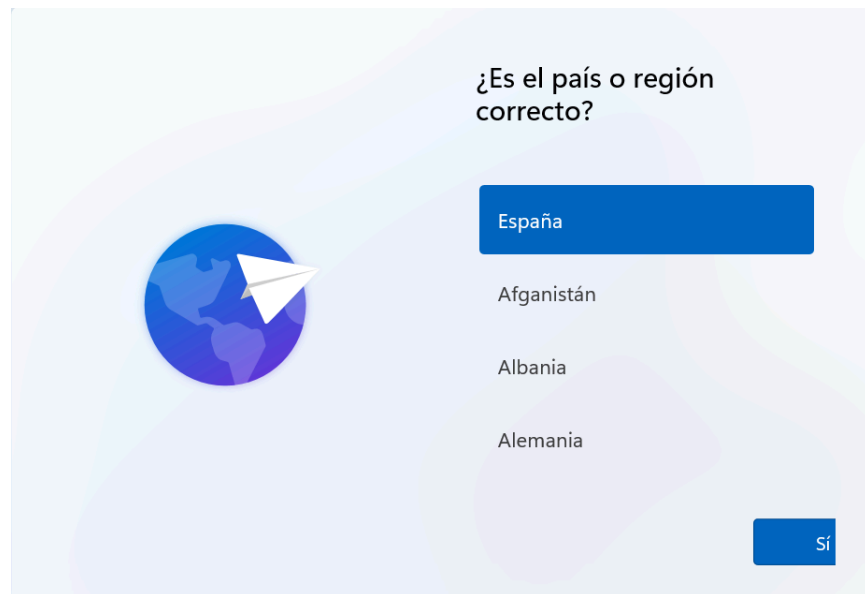 ¿Es el país o región
correcto?
España
Afganistán
Albania
Alemania
Sí